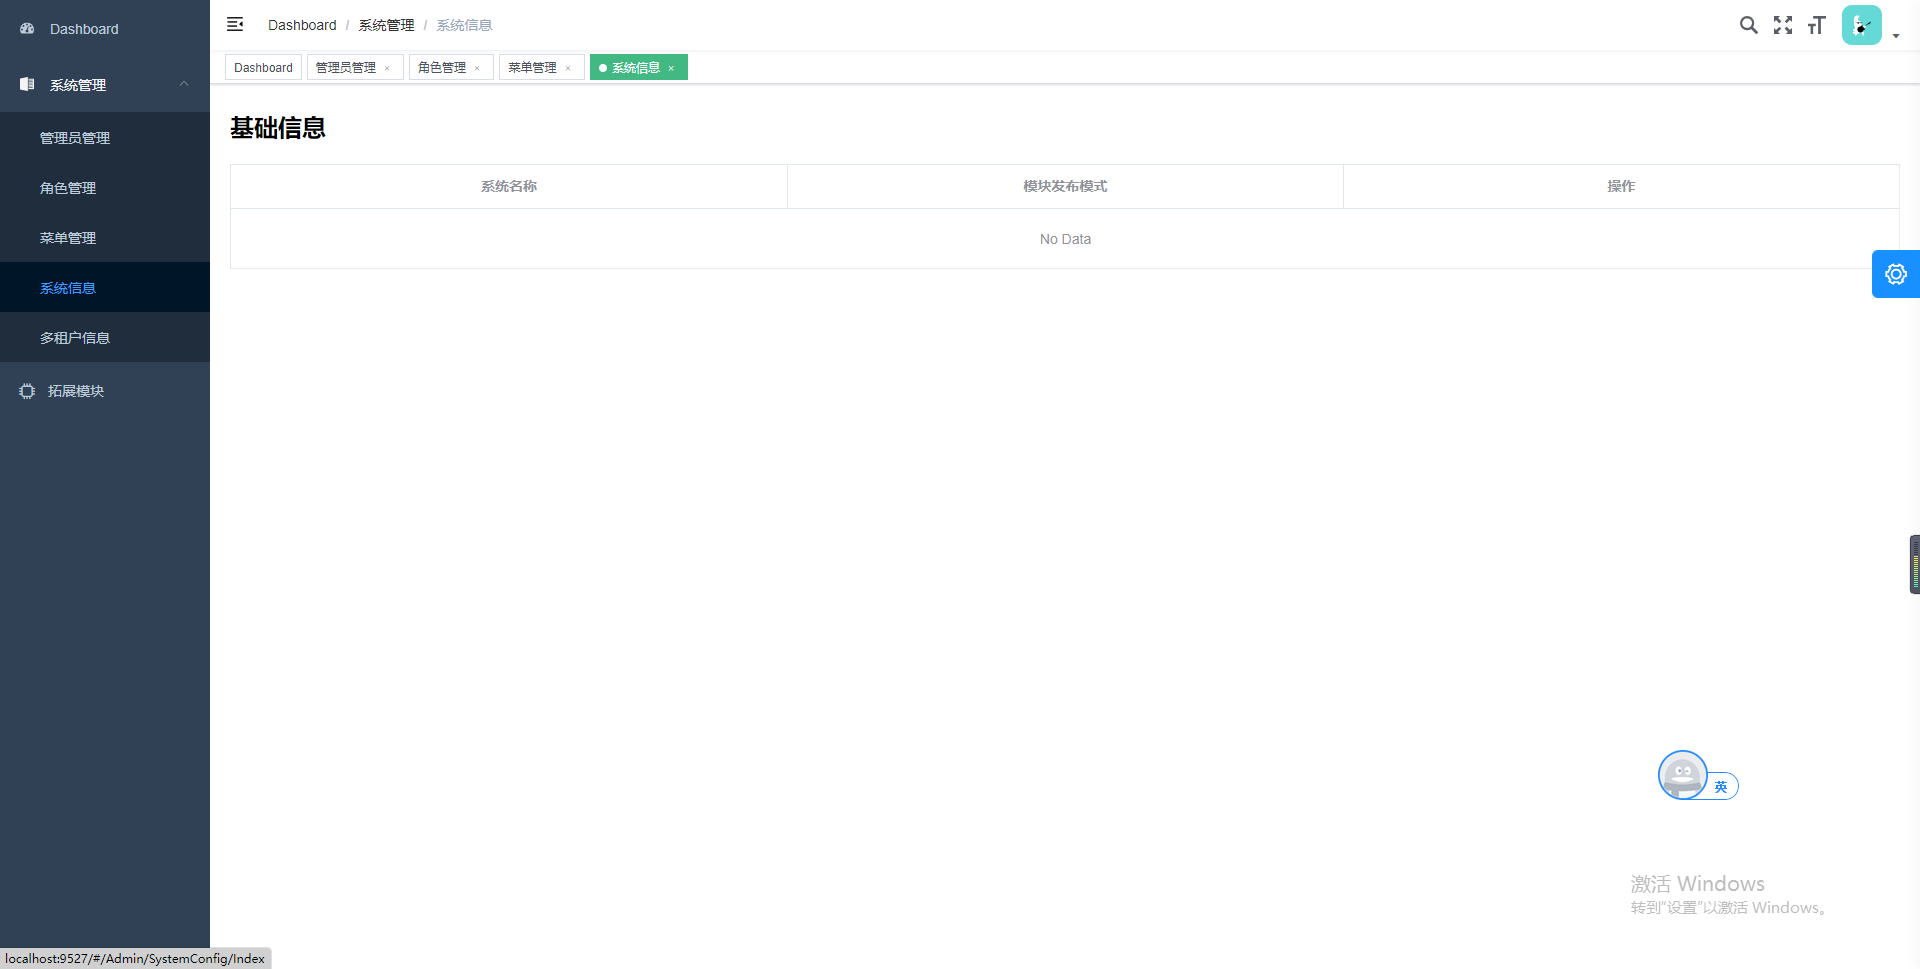 Dashboard
系统管理
管理员管理
角色管理
菜单管理
系统信息
多租户信息
拓展模块
Dashboard / 系统管理 / 系统信息
Dashboard 管理员管理 × 角色管理 × 菜单管理 × 系统信息 ×
基础信息
系统名称 模块发布模式 操作
No Data
英
激活 Windows
转到“设置”以激活 Windows。
localhost:9527/#/Admin/SystemConfig/Index